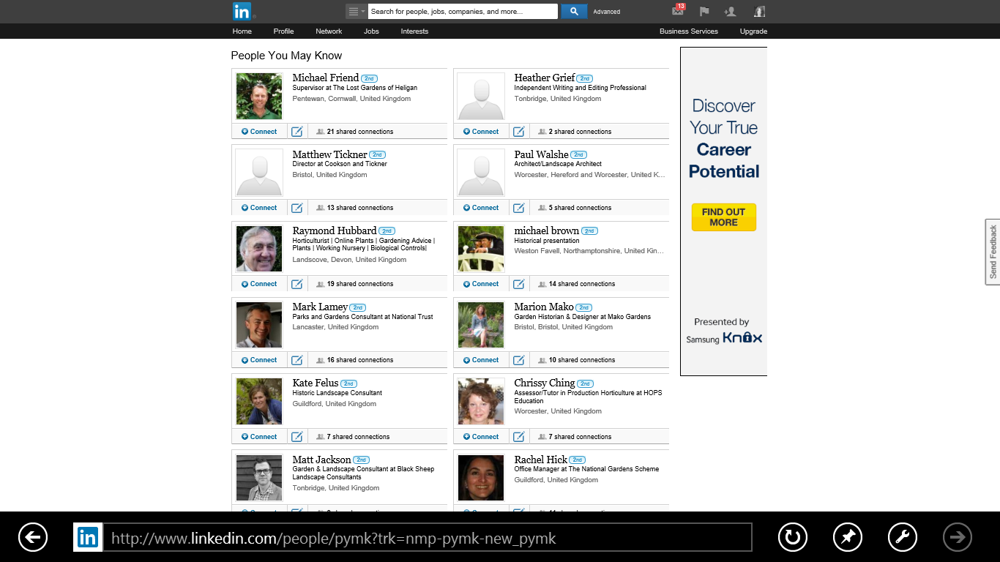 in
Search for people, jobs, companies, and more...
Advanced
13
Home Profile Network Jobs Interests Business Services Upgrade
People You May Know
Michael Friend 2nd
Supervisor at The Lost Gardens of Heligan
Pentewan, Cornwall, United Kingdom
Connect 21 shared connections
Heather Grief 2nd
Independent Writing and Editing Professional
Tonbridge, United Kingdom
Connect 2 shared connections
Matthew Tickner 2nd
Director at Cookson and Tickner
Bristol, United Kingdom
Connect 13 shared connections
Paul Walshe 2nd
Architect/Landscape Architect
Worcester, Hereford and Worcester, United K...
Connect 5 shared connections
Raymond Hubbard 2nd
Horticulturist | Online Plants | Gardening Advice |
Plants | Working Nursery | Biological Controls|
Landscove, Devon, United Kingdom
Connect 19 shared connections
michael brown 2nd
Historical presentation
Weston Favell, Northamptonshire, United Kin...
Connect 14 shared connections
Mark Lamey 2nd
Parks and Gardens Consultant at National Trust
Lancaster, United Kingdom
Connect 16 shared connections
Marion Mako 2nd
Garden Historian & Designer at Mako Gardens
Bristol, Bristol, United Kingdom
Connect 10 shared connections
Kate Felus 2nd
Historic Landscape Consultant
Guildford, United Kingdom
Connect 7 shared connections
Chrissy Ching 2nd
Assessor/Tutor in Production Horticulture at HOPS
Education
Worcester, United Kingdom
Connect 7 shared connections
Matt Jackson 2nd
Garden & Landscape Consultant at Black Sheep
Landscape Consultants
Tonbridge, United Kingdom
Rachel Hick 2nd
Office Manager at The National Gardens Scheme
Guildford, United Kingdom
Discover
Your True
Career
Potential
FIND OUT
MORE
Presented by
Samsung Knox
Send Feedback
in http://www.linkedin.com/people/pymk?trk=nmp-pymk-new_pymk